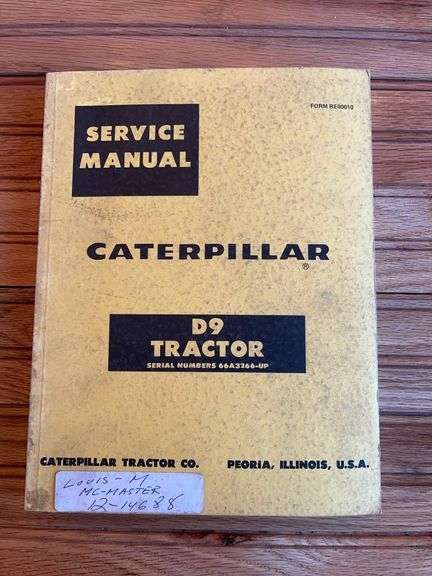 FORM RE00010
SERVICE
MANUAL
CATERPILLAR®
D9
TRACTOR
SERIAL NUMBERS 66A3266-UP
CATERPILLAR TRACTOR CO. PEORIA, ILLINOIS, U.S.A.
LOUIS-M
MC-MASTER
12-14688